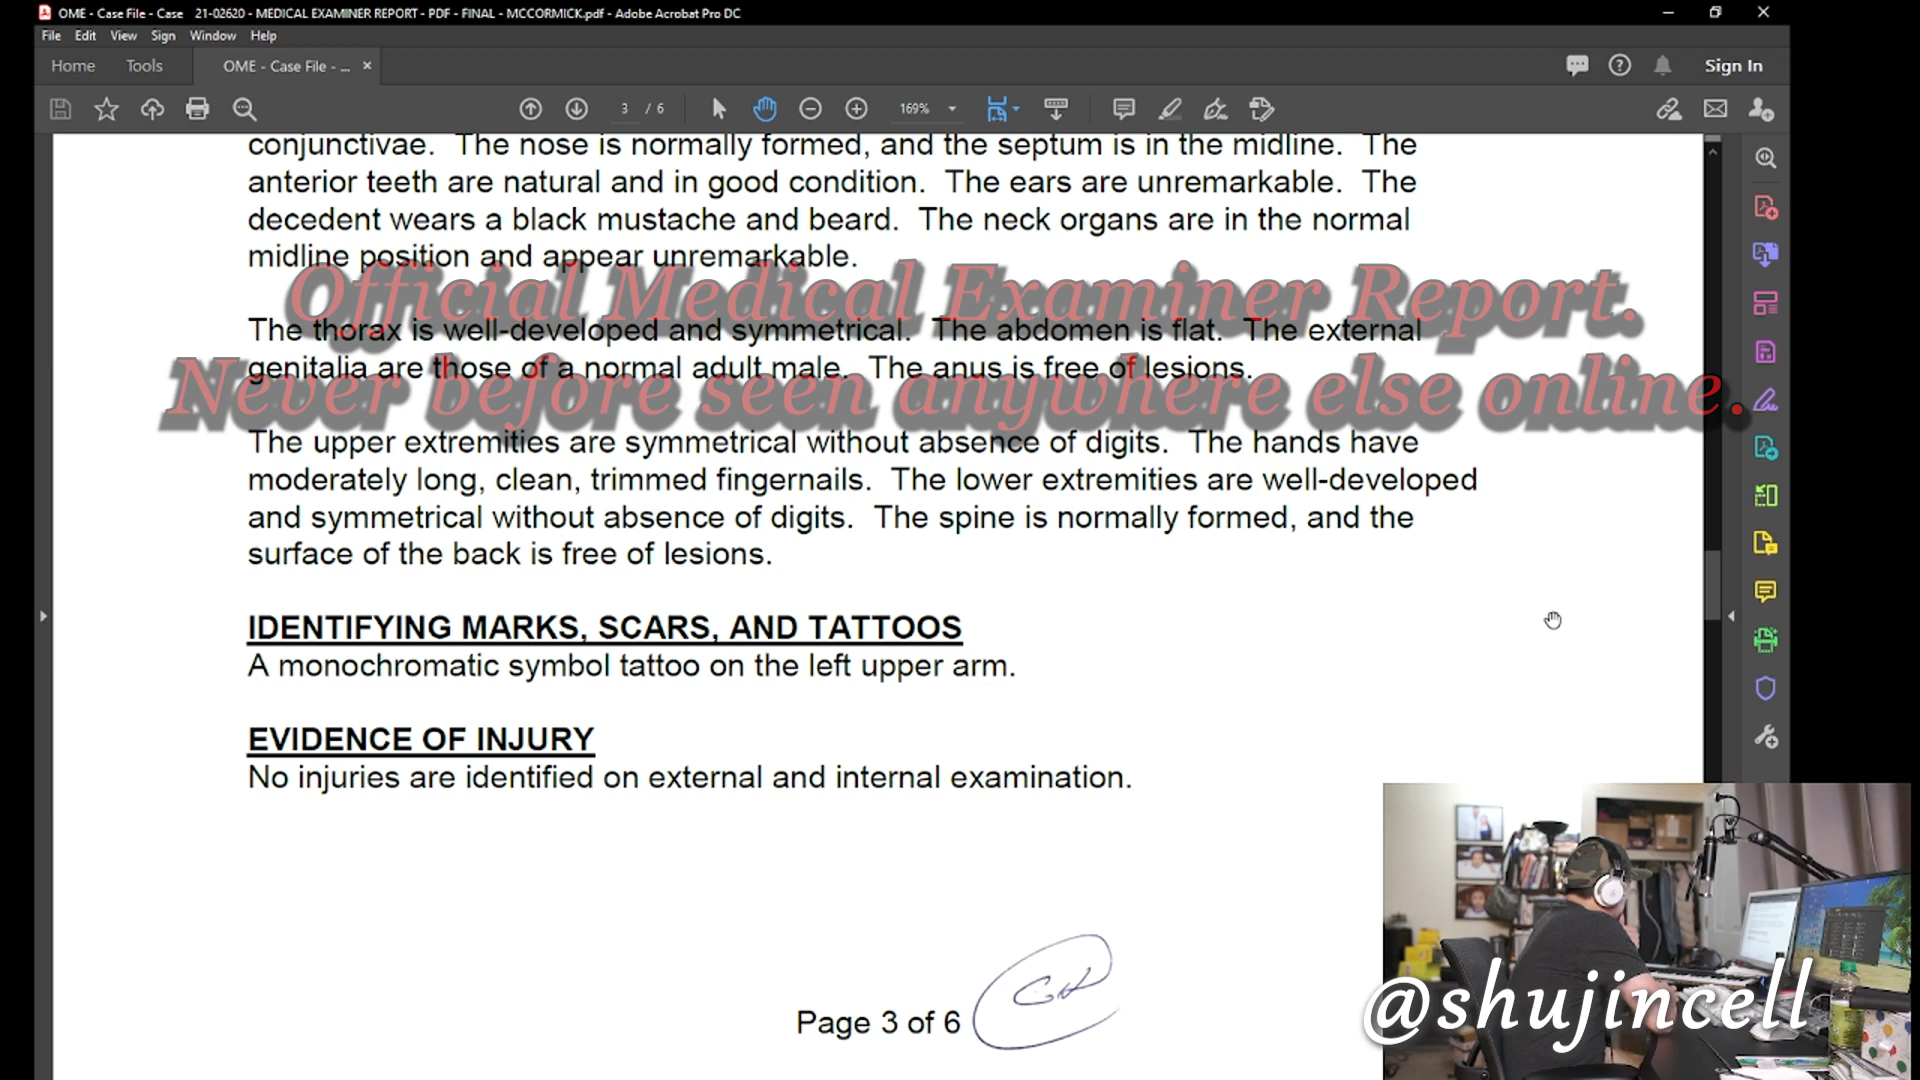 OME - Case File - Case 21-02620 - MEDICAL EXAMINER REPORT - PDF - FINAL - MCCORMICK.pdf - Adobe Acrobat Pro DC
File Edit View Sign Window Help
Home Tools OME - Case File - ... × Sign In
3 / 6 169%
conjunctivae. The nose is normally formed, and the septum is in the midline. The
anterior teeth are natural and in good condition. The ears are unremarkable. The
decedent wears a black mustache and beard. The neck organs are in the normal
midline position and appear unremarkable.
Official Medical Examiner Report.
The thorax is well-developed and symmetrical. The abdomen is flat. The external
genitalia are those of a normal adult male. The anus is free of lesions.
Never before seen anywhere else online.
The upper extremities are symmetrical without absence of digits. The hands have
moderately long, clean, trimmed fingernails. The lower extremities are well-developed
and symmetrical without absence of digits. The spine is normally formed, and the
surface of the back is free of lesions.
IDENTIFYING MARKS, SCARS, AND TATTOOS
A monochromatic symbol tattoo on the left upper arm.
EVIDENCE OF INJURY
No injuries are identified on external and internal examination.
Page 3 of 6
@shujincell